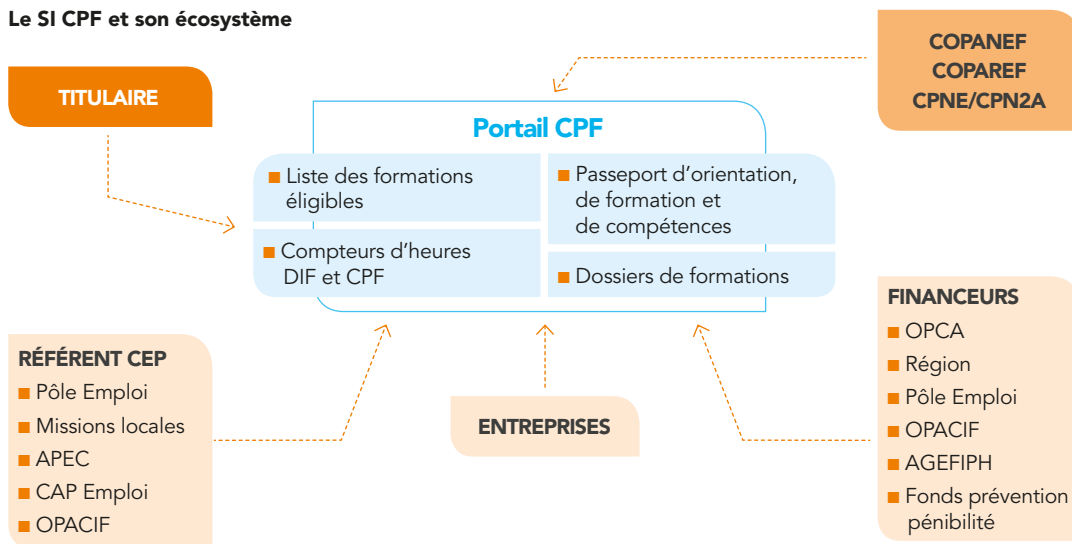 Le SI CPF et son écosystème
COPANEF
COPAREF
CPNE/CPN2A
TITULAIRE
Portail CPF
■ Liste des formations
éligibles
■ Compteurs d'heures
DIF et CPF
■ Passeport d'orientation,
de formation et
de compétences
■ Dossiers de formations
RÉFÉRENT CEP
■ Pôle Emploi
■ Missions locales
■ APEC
■ CAP Emploi
■ OPACIF
ENTREPRISES
FINANCEURS
■ OPCA
■ Région
■ Pôle Emploi
■ OPACIF
■ AGEFIPH
■ Fonds prévention
pénibilité